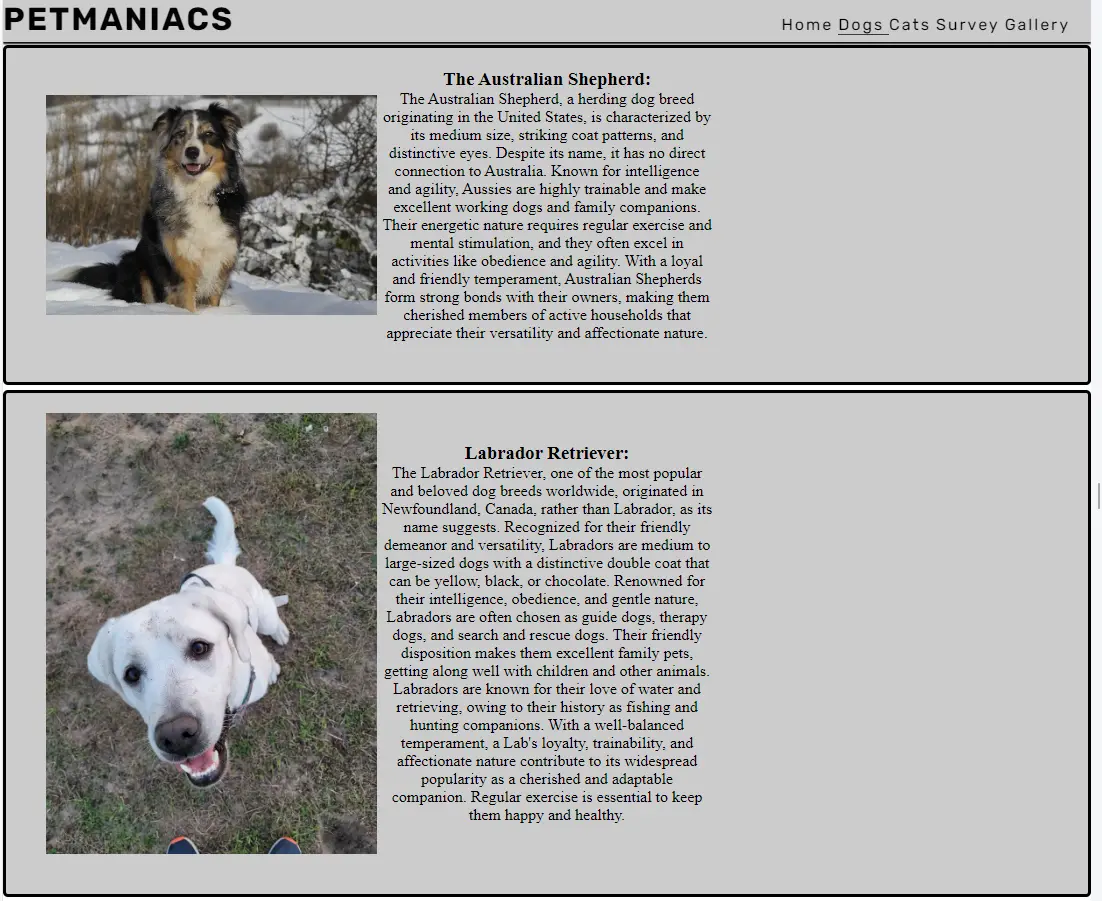 PETMANIACS
Home Dogs Cats Survey Gallery
The Australian Shepherd:
The Australian Shepherd, a herding dog breed
originating in the United States, is characterized by
its medium size, striking coat patterns, and
distinctive eyes. Despite its name, it has no direct
connection to Australia. Known for intelligence
and agility, Aussies are highly trainable and make
excellent working dogs and family companions.
Their energetic nature requires regular exercise and
mental stimulation, and they often excel in
activities like obedience and agility. With a loyal
and friendly temperament, Australian Shepherds
form strong bonds with their owners, making them
cherished members of active households that
appreciate their versatility and affectionate nature.
Labrador Retriever:
The Labrador Retriever, one of the most popular
and beloved dog breeds worldwide, originated in
Newfoundland, Canada, rather than Labrador, as its
name suggests. Recognized for their friendly
demeanor and versatility, Labradors are medium to
large-sized dogs with a distinctive double coat that
can be yellow, black, or chocolate. Renowned for
their intelligence, obedience, and gentle nature,
Labradors are often chosen as guide dogs, therapy
dogs, and search and rescue dogs. Their friendly
disposition makes them excellent family pets,
getting along well with children and other animals.
Labradors are known for their love of water and
retrieving, owing to their history as fishing and
hunting companions. With a well-balanced
temperament, a Lab's loyalty, trainability, and
affectionate nature contribute to its widespread
popularity as a cherished and adaptable
companion. Regular exercise is essential to keep
them happy and healthy.